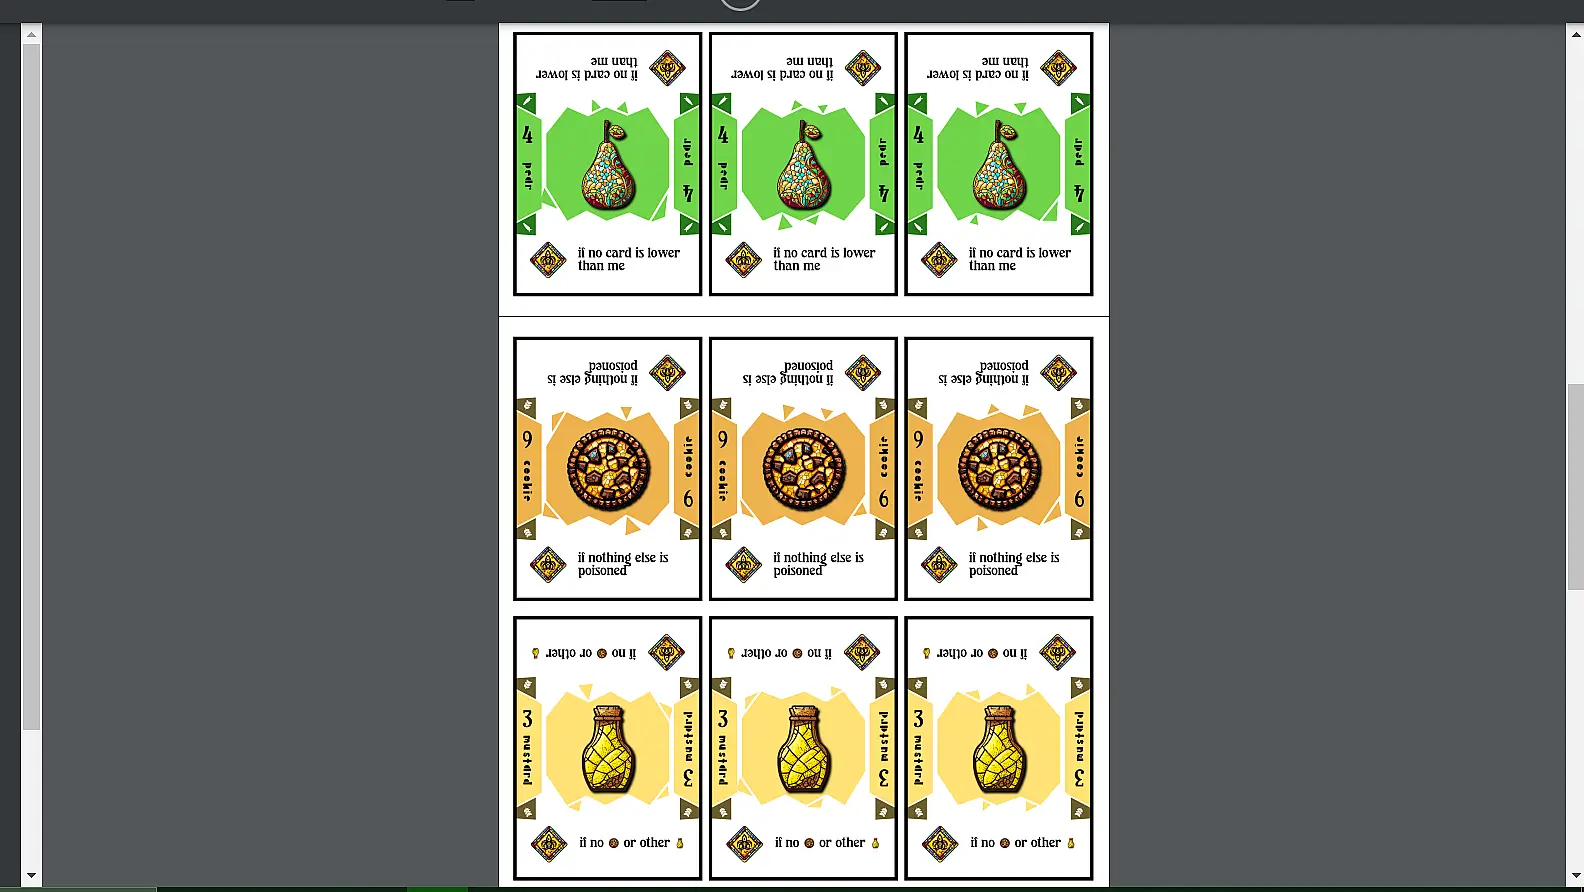 if no card is lower
than me
4
pear
pear
4
if no card is lower
than me
if no card is lower
than me
4
pear
pear
4
if no card is lower
than me
if no card is lower
than me
4
pear
pear
4
if no card is lower
than me
if nothing else is
poisoned
9
cookie
cookie
9
if nothing else is
poisoned
if nothing else is
poisoned
9
cookie
cookie
9
if nothing else is
poisoned
if nothing else is
poisoned
9
cookie
cookie
9
if nothing else is
poisoned
if no or other
3
mustard
mustard
3
if no or other
if no or other
3
mustard
mustard
3
if no or other
if no or other
3
mustard
mustard
3
if no or other